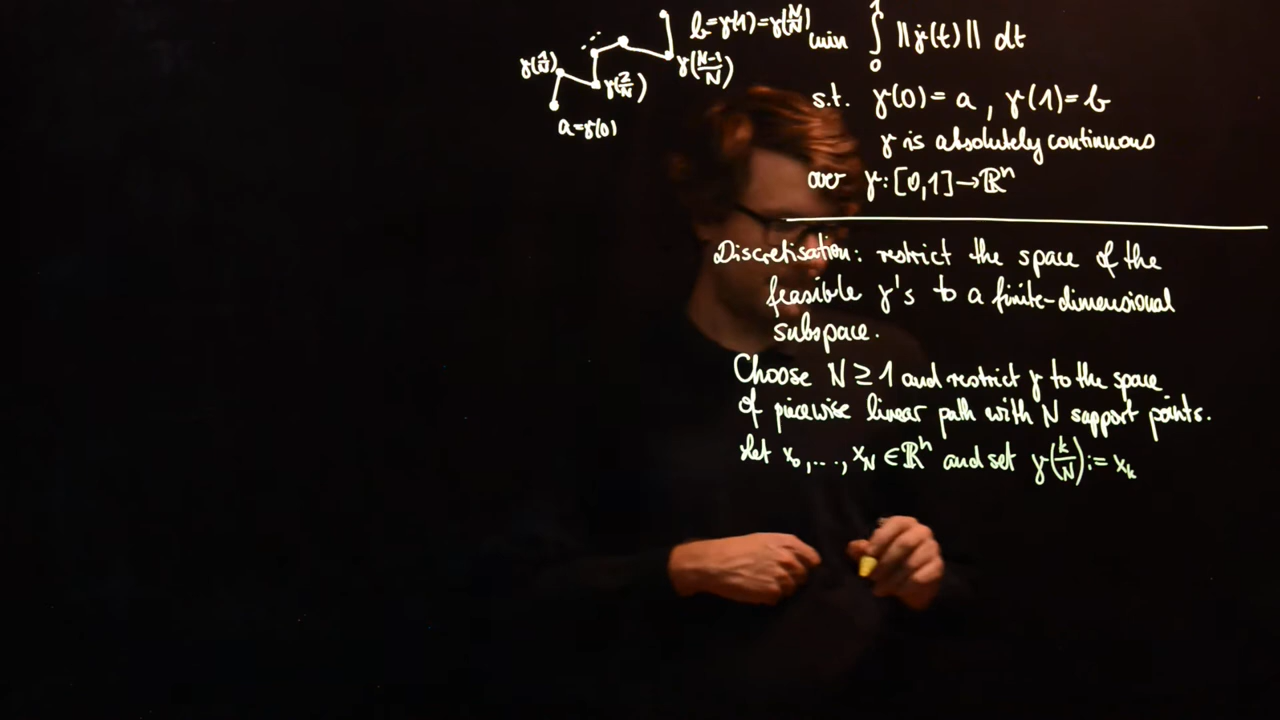 b=γ(1)=γ(N/N)
γ(1/N)
γ(2/N)
γ(N-1/N)
a=γ(0)
min ∫₀¹ ‖γ̇(t)‖ dt
s.t. γ(0)= a , γ(1)= b
γ is absolutely continuous
over γ:[0,1]→ℝⁿ
Discretisation: restrict the space of the
feasible γ's to a finite-dimensional
subspace.
Choose N ≥ 1 and restrict γ to the space
of piecwise linear path with N support points.
Let x₀,..., x_N ∈ ℝⁿ and set γ(k/N):= x_k